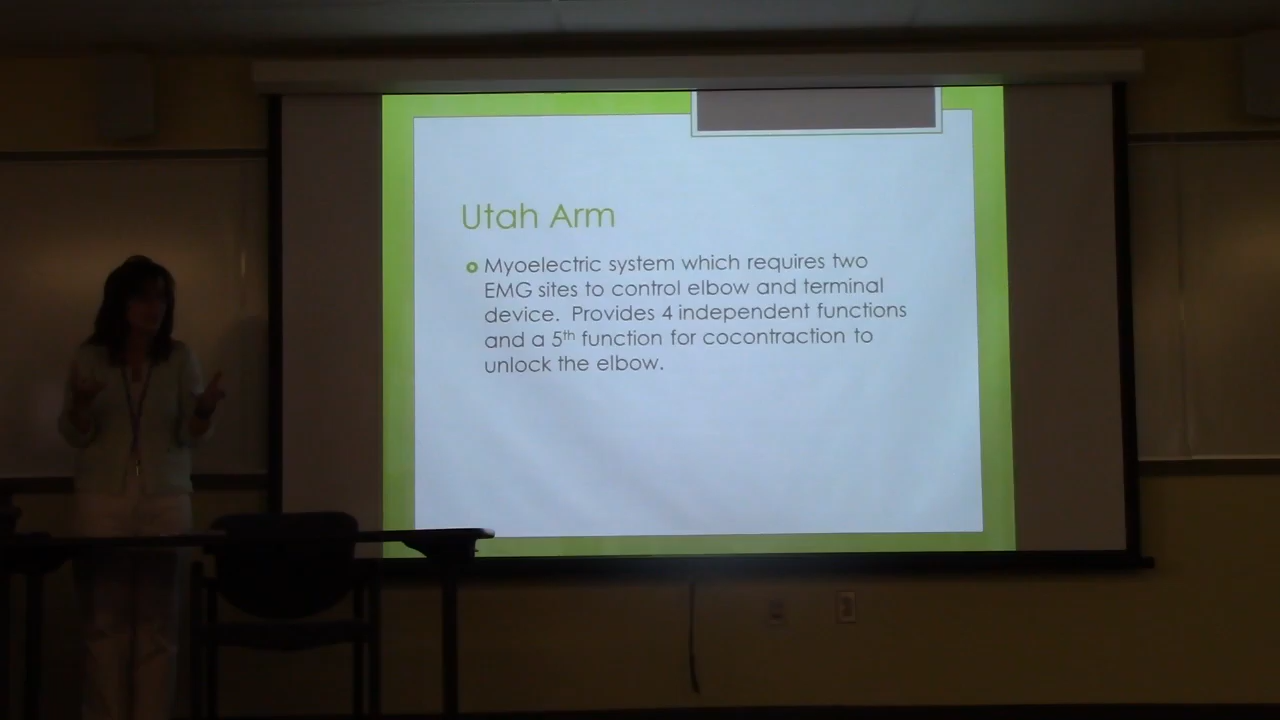 Utah Arm
Myoelectric system which requires two
EMG sites to control elbow and terminal
device. Provides 4 independent functions
and a 5th function for cocontraction to
unlock the elbow.